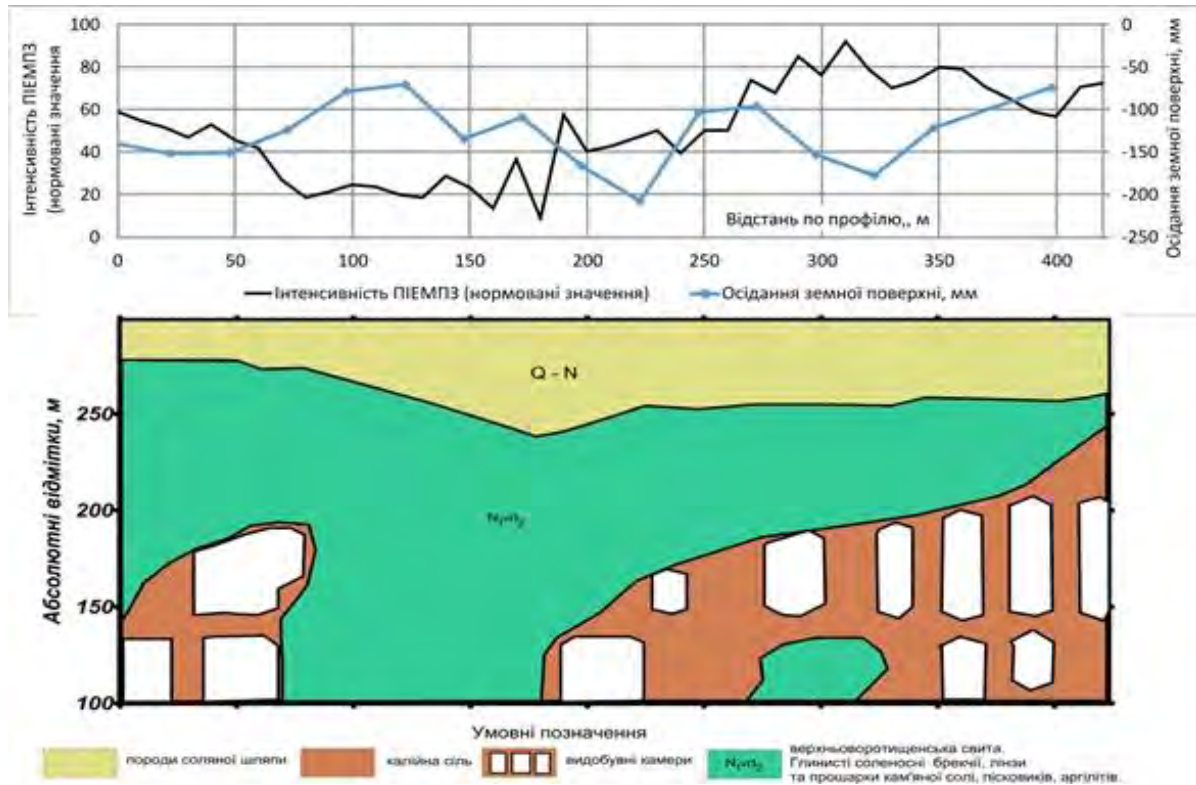 Інтенсивність ПІЕМПЗ
(нормовані значення
100
80
60
40
20
0
0
-50
-100
-150
-200
-250
Осідання земної поверхні, мм
Відстань по профілю,, м
0 50 100 150 200 250 300 350 400
Інтенсивність ПІЕМПЗ (нормовані значення)
Осідання земної поверхні, мм
Абсолютні відмітки, м
250
200
150
100
Q - N
Умовні позначення
породи соляної шляпи
калійна сіль
видобувні камери
верхньоворотищенська свита.
Глинисті соленосні брекчії, лінзи
та прошарки кам'яної солі, пісковиків, аргілітів.